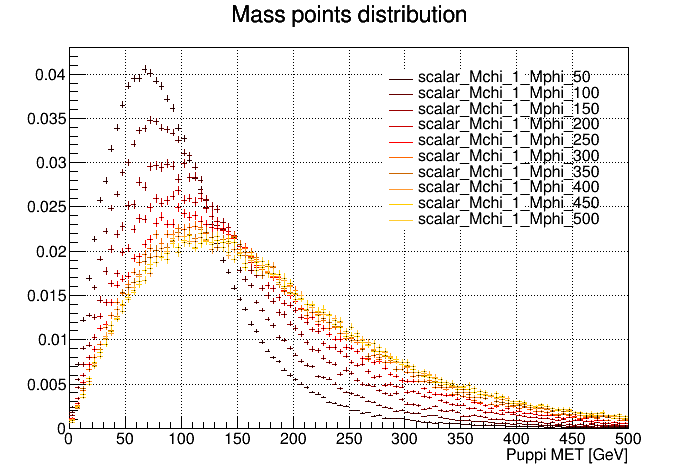 Mass points distribution
0.04
0.035
0.03
0.025
0.02
0.015
0.01
0.005
0
scalar_Mchi_1_Mphi_50
scalar_Mchi_1_Mphi_100
scalar_Mchi_1_Mphi_150
scalar_Mchi_1_Mphi_200
scalar_Mchi_1_Mphi_250
scalar_Mchi_1_Mphi_300
scalar_Mchi_1_Mphi_350
scalar_Mchi_1_Mphi_400
scalar_Mchi_1_Mphi_450
scalar_Mchi_1_Mphi_500
0 50 100 150 200 250 300 350 400 450 500
Puppi MET [GeV]